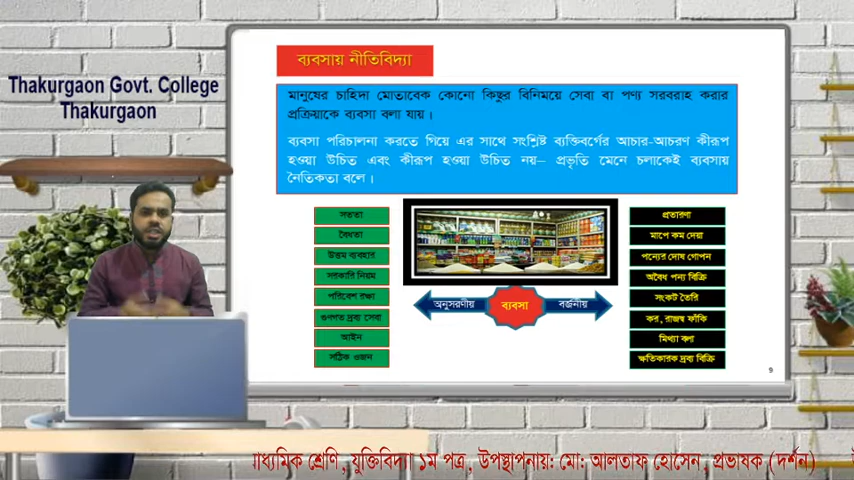 Thakurgaon Govt. College
Thakurgaon
ব্যবসায় নীতিবিদ্যা
মানুষের চাহিদা মোতাবেক কোনো কিছুর বিনিময়ে সেবা বা পণ্য সরবরাহ করার
প্রক্রিয়াকে ব্যবসা বলা যায়।
ব্যবসা পরিচালনা করতে গিয়ে এর সাথে সংশ্লিষ্ট ব্যক্তিবর্গের আচার-আচরণ কীরূপ
হওয়া উচিত এবং কীরূপ হওয়া উচিত নয়– প্রভৃতি মেনে চলাকেই ব্যবসায়
নৈতিকতা বলে।
সততা
বৈধতা
উত্তম ব্যবহার
সরকারি নিয়ম
পরিবেশ রক্ষা
গুণগত দ্রব্য সেবা
আইন
সঠিক ওজন
অনুসরণীয়
ব্যবসা
বর্জনীয়
প্রতারণা
মাপে কম দেয়া
পন্যের দোষ গোপন
অবৈধ পন্য বিক্রি
সংকট তৈরি
কর, রাজস্ব ফাঁকি
মিথ্যা বলা
ক্ষতিকারক দ্রব্য বিক্রি
9
মাধ্যমিক শ্রেণি, যুক্তিবিদ্যা ১ম পত্র, উপস্থাপনায়: মো: আলতাফ হোসেন, প্রভাষক (দর্শন)